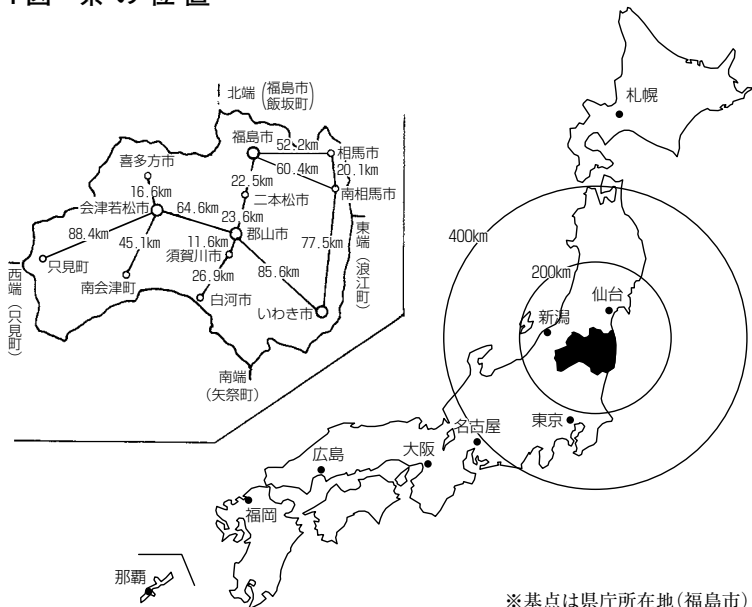 県の位置
北端
(福島市
飯坂町)
福島市
52.2km
相馬市
60.4km
20.1km
喜多方市
22.5km
南相馬市
16.6km
二本松市
会津若松市
64.6km
23.6km
郡山市
88.4km
45.1km
11.6km
77.5km
東端(浪江町)
須賀川市
85.6km
只見町
26.9km
南会津町
白河市
いわき市
西端(只見町)
南端
(矢祭町)
札幌
400km
200km
仙台
新潟
東京
名古屋
大阪
広島
福岡
那覇
※基点は県庁所在地(福島市)